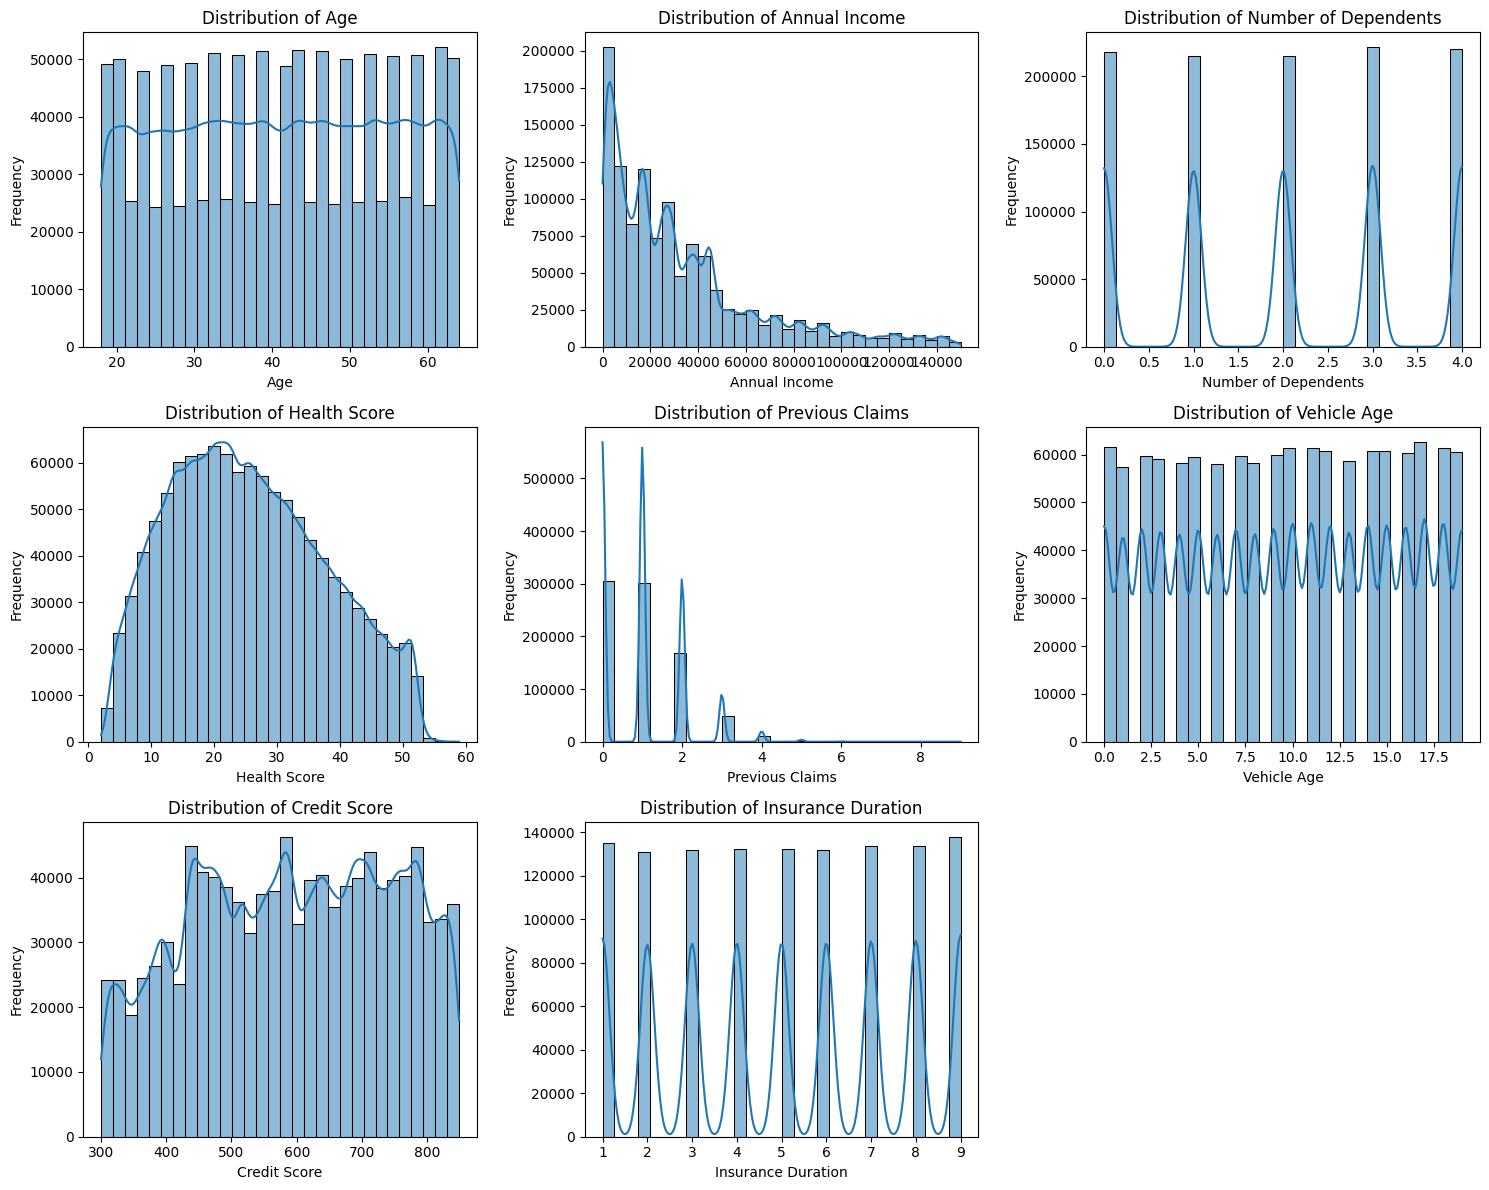 Distribution of Age
Frequency
50000
40000
30000
20000
10000
0
20 30 40 50 60
Age
Distribution of Annual Income
Frequency
200000
175000
150000
125000
100000
75000
50000
25000
0
0 20000 40000 60000 80000 100000 120000 140000
Annual Income
Distribution of Number of Dependents
Frequency
200000
150000
100000
50000
0
0.0 0.5 1.0 1.5 2.0 2.5 3.0 3.5 4.0
Number of Dependents
Distribution of Health Score
Frequency
60000
50000
40000
30000
20000
10000
0
0 10 20 30 40 50 60
Health Score
Distribution of Previous Claims
Frequency
500000
400000
300000
200000
100000
0
0 2 4 6 8
Previous Claims
Distribution of Vehicle Age
Frequency
60000
50000
40000
30000
20000
10000
0
0.0 2.5 5.0 7.5 10.0 12.5 15.0 17.5
Vehicle Age
Distribution of Credit Score
Frequency
40000
30000
20000
10000
0
300 400 500 600 700 800
Credit Score
Distribution of Insurance Duration
Frequency
140000
120000
100000
80000
60000
40000
20000
0
1 2 3 4 5 6 7 8 9
Insurance Duration